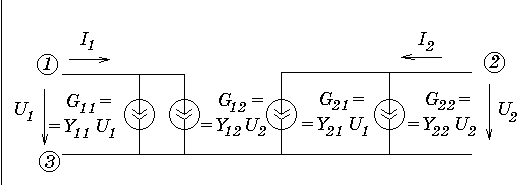 I1 I2
1 2
U1 G11= G12= G21= G22= U2
=Y11 U1 =Y12 U2 =Y21 U1 =Y22 U2
3